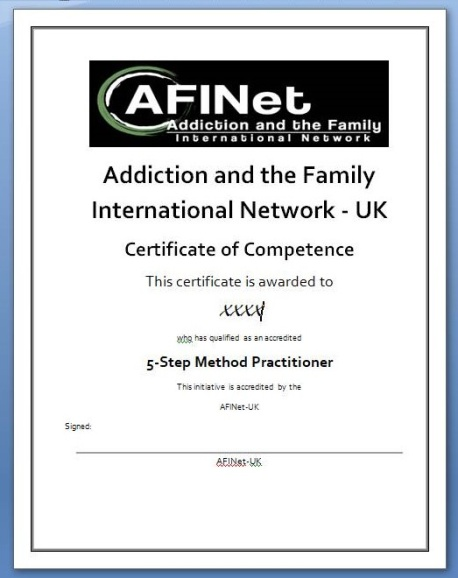 AFINet
Addiction and the Family
International Network
Addiction and the Family
International Network - UK
Certificate of Competence
This certificate is awarded to
xxxx
who has qualified as an accredited
5-Step Method Practitioner
This initiative is accredited by the
AFINet-UK
Signed:
AFINet-UK